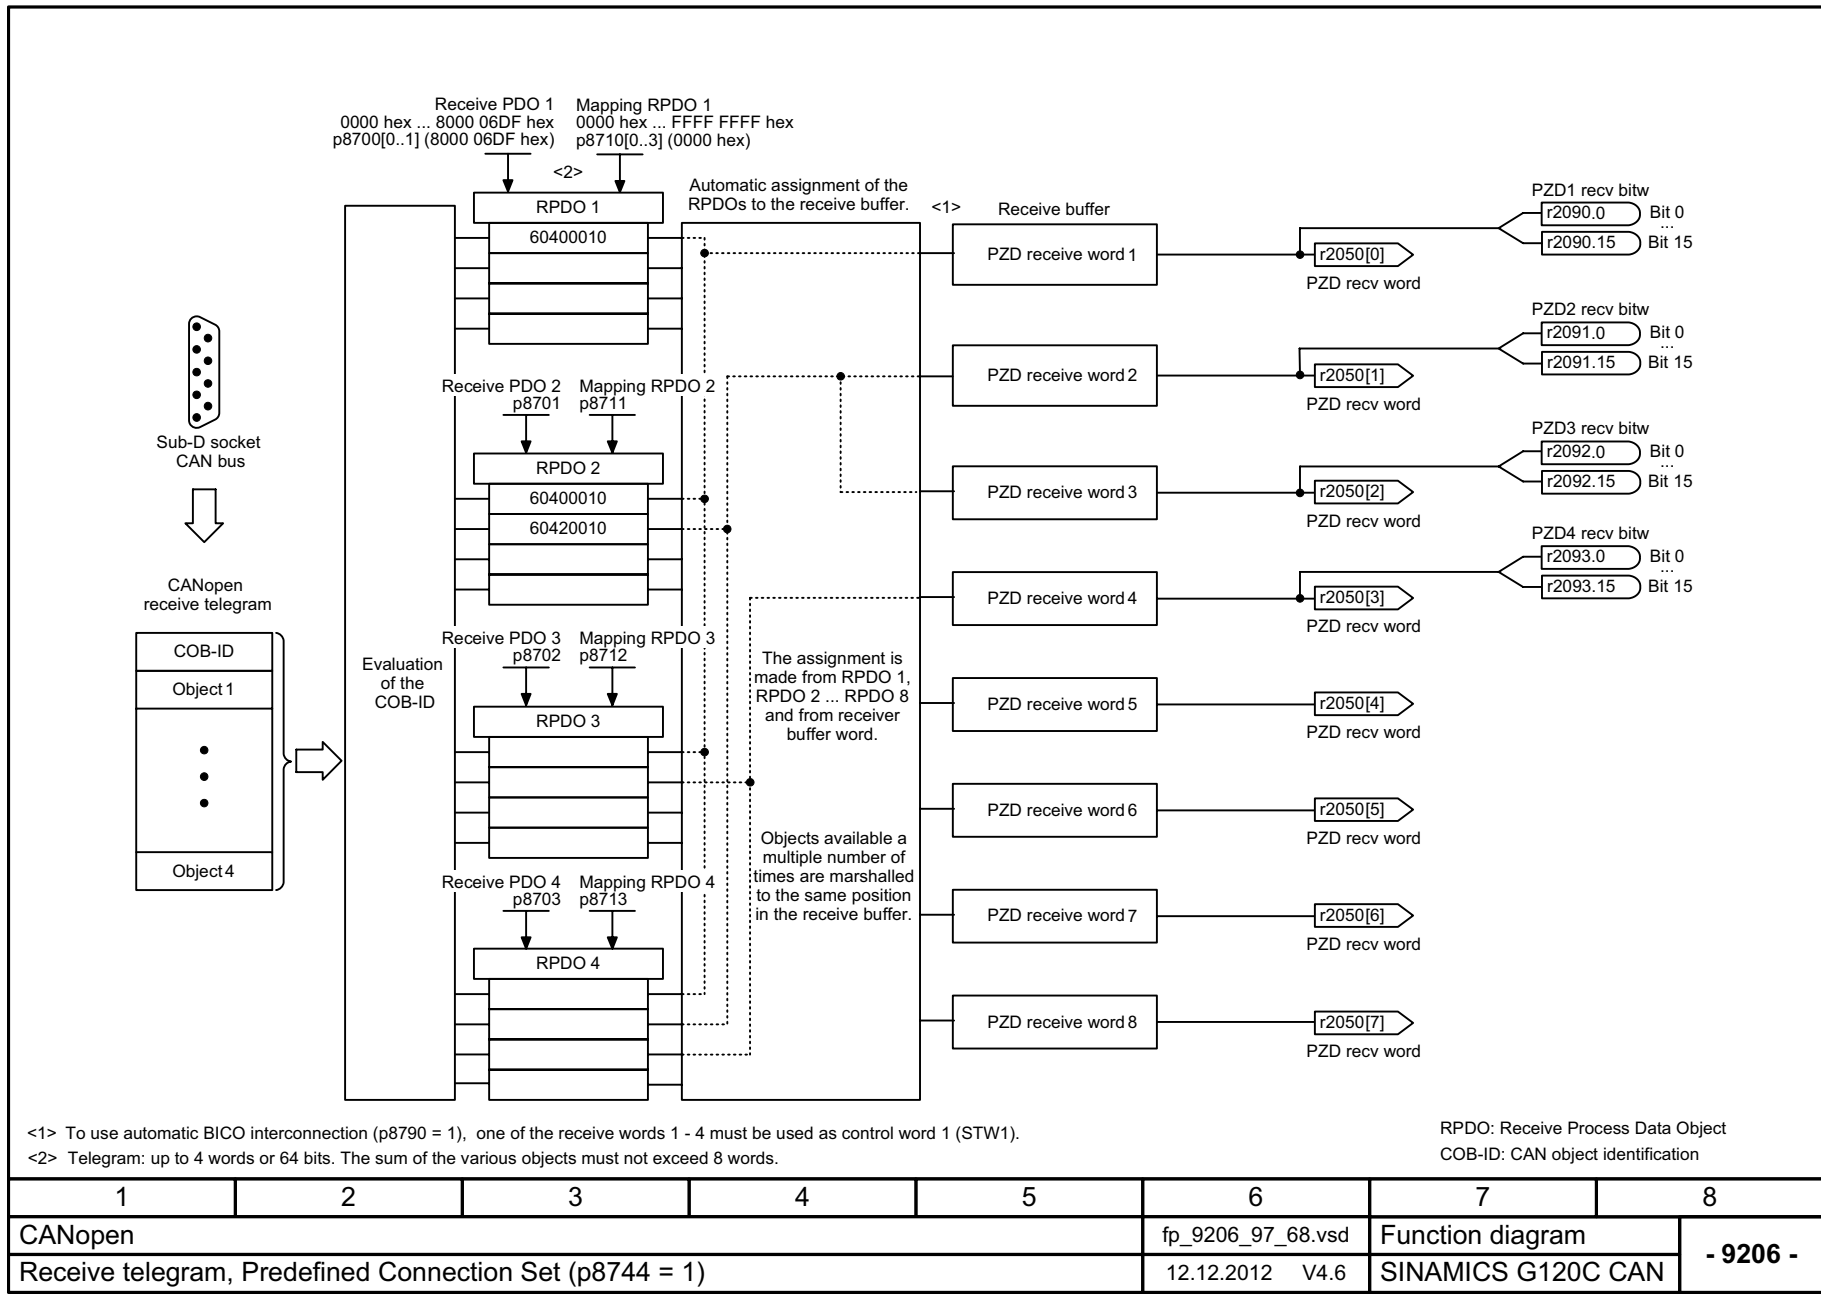 Receive PDO 1
0000 hex ... 8000 06DF hex
p8700[0..1] (8000 06DF hex)
Mapping RPDO 1
0000 hex ... FFFF FFFF hex
p8710[0..3] (0000 hex)
<2>
RPDO 1
60400010
Automatic assignment of the
RPDOs to the receive buffer.
<1>
Receive buffer
PZD receive word 1
r2050[0]
PZD recv word
PZD1 recv bitw
r2090.0
Bit 0
...
r2090.15
Bit 15
Sub-D socket
CAN bus
CANopen
receive telegram
COB-ID
Object 1
Object 4
Evaluation
of the
COB-ID
Receive PDO 2
p8701
Mapping RPDO 2
p8711
RPDO 2
60400010
60420010
PZD receive word 2
r2050[1]
PZD recv word
PZD2 recv bitw
r2091.0
Bit 0
...
r2091.15
Bit 15
PZD receive word 3
r2050[2]
PZD recv word
PZD3 recv bitw
r2092.0
Bit 0
...
r2092.15
Bit 15
PZD receive word 4
r2050[3]
PZD recv word
PZD4 recv bitw
r2093.0
Bit 0
...
r2093.15
Bit 15
Receive PDO 3
p8702
Mapping RPDO 3
p8712
RPDO 3
The assignment is
made from RPDO 1,
RPDO 2 ... RPDO 8
and from receiver
buffer word.
PZD receive word 5
r2050[4]
PZD recv word
PZD receive word 6
r2050[5]
PZD recv word
Objects available a
multiple number of
times are marshalled
to the same position
in the receive buffer.
Receive PDO 4
p8703
Mapping RPDO 4
p8713
RPDO 4
PZD receive word 7
r2050[6]
PZD recv word
PZD receive word 8
r2050[7]
PZD recv word
<1> To use automatic BICO interconnection (p8790 = 1), one of the receive words 1 - 4 must be used as control word 1 (STW1).
<2> Telegram: up to 4 words or 64 bits. The sum of the various objects must not exceed 8 words.
RPDO: Receive Process Data Object
COB-ID: CAN object identification
1 2 3 4 5 6 7 8
CANopen
fp_9206_97_68.vsd
Function diagram
- 9206 -
Receive telegram, Predefined Connection Set (p8744 = 1)
12.12.2012 V4.6
SINAMICS G120C CAN